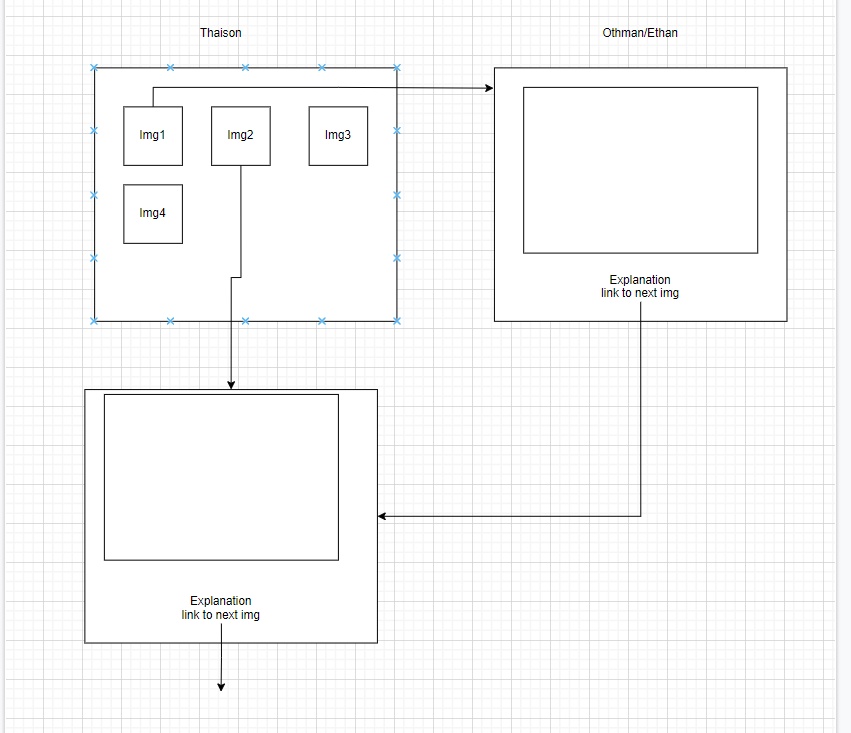 Thaison
Othman/Ethan
Img1
Img2
Img3
Img4
Explanation
link to next img
Explanation
link to next img